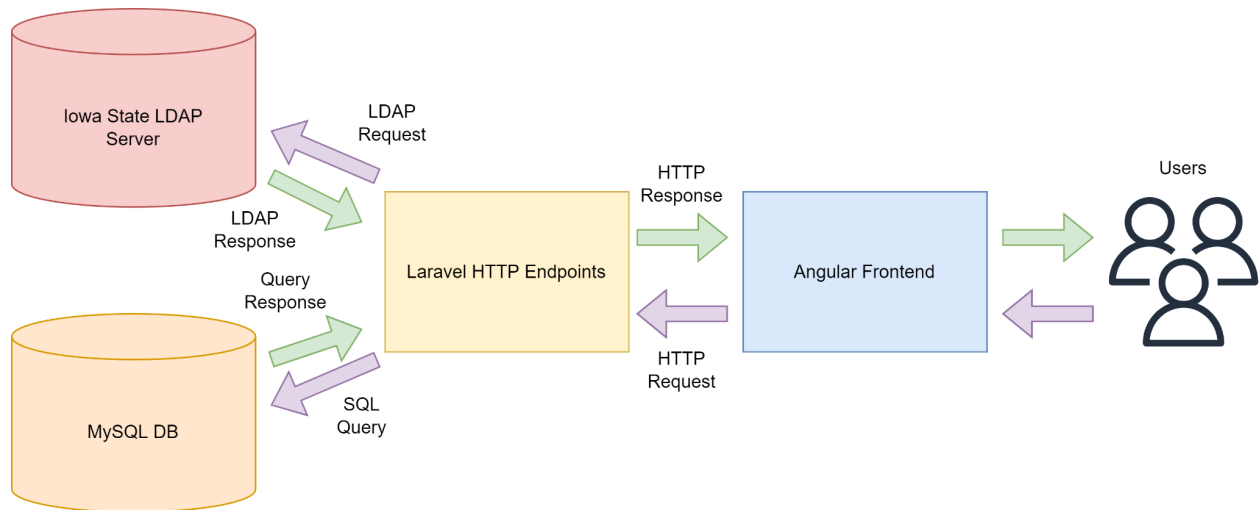 Iowa State LDAP
Server
LDAP
Request
LDAP
Response
Query
Response
MySQL DB
SQL
Query
Laravel HTTP Endpoints
HTTP
Response
HTTP
Request
Angular Frontend
Users